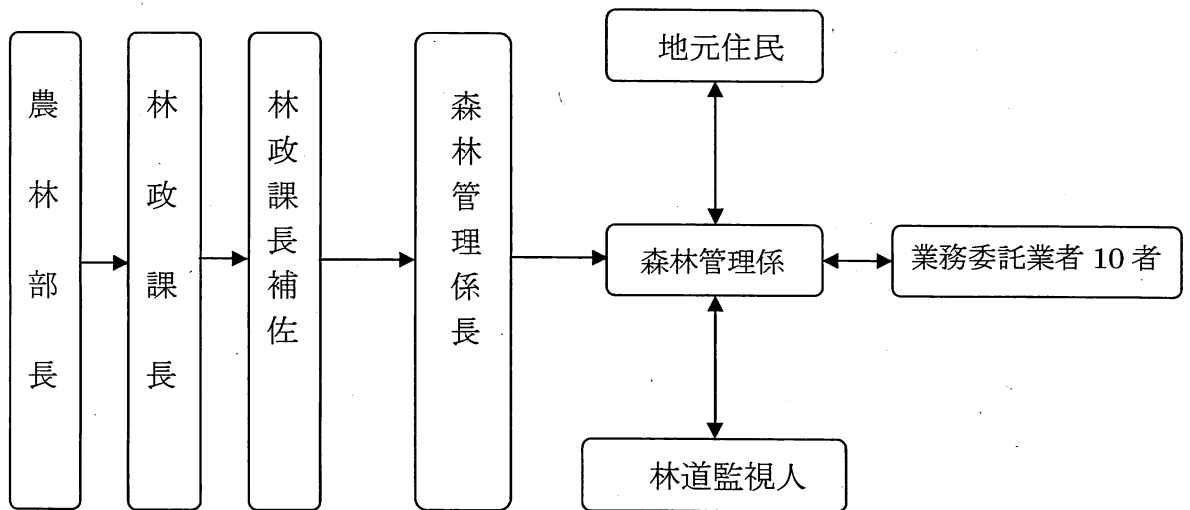 農林部長
林政課長
林政課長補佐
森林管理係長
地元住民
森林管理係
業務委託業者 10 者
林道監視人